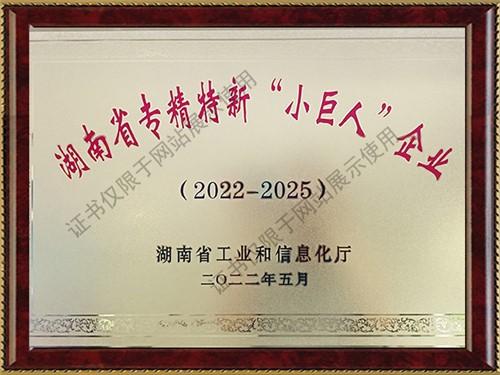 湖南省专精特新“小巨人”企业
（2022-2025）
湖南省工业和信息化厅
二〇二二年五月
证书仅限于网站展示使用
证书仅限于网站展示使用